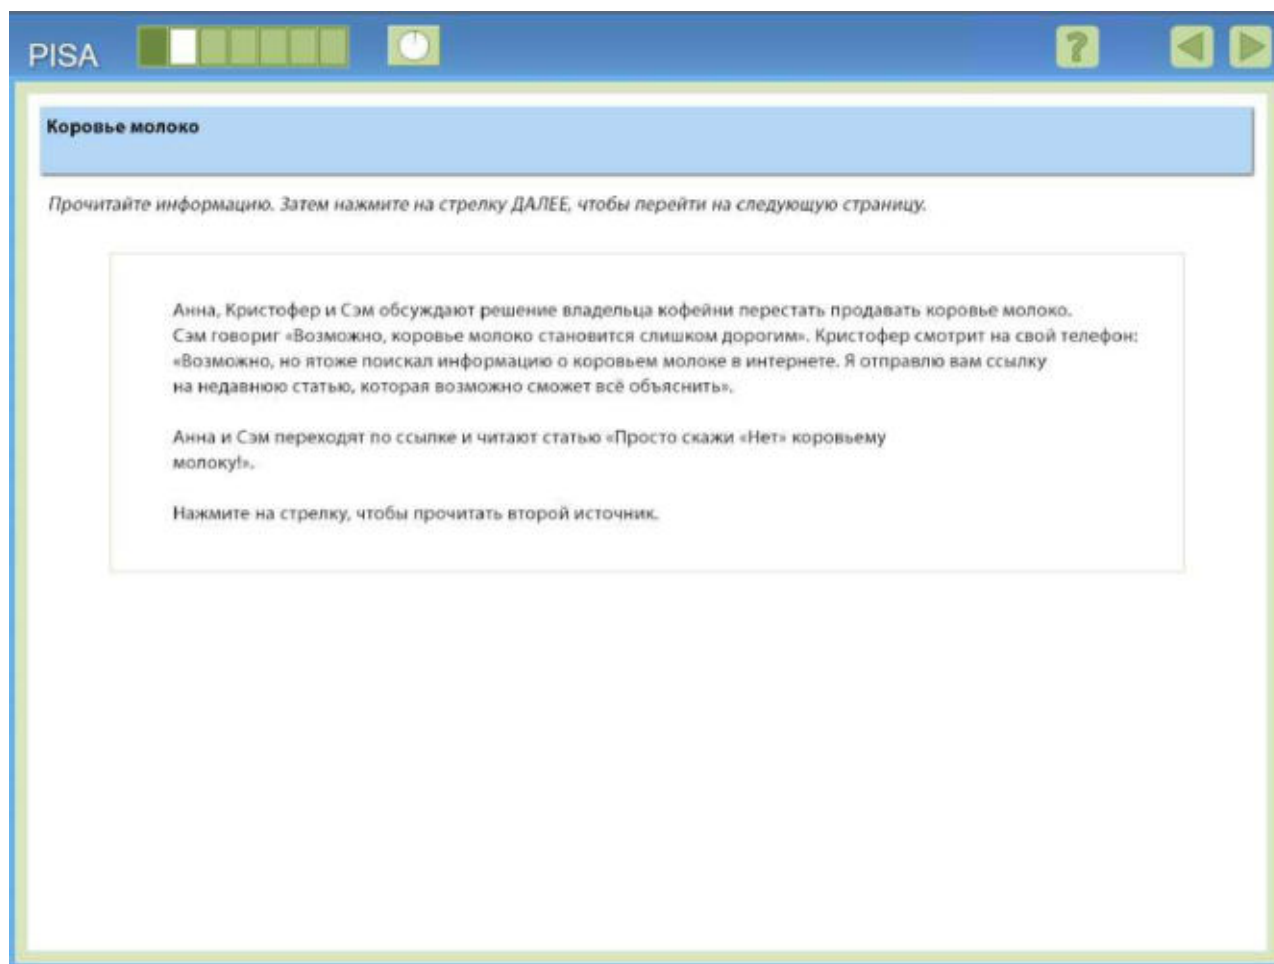 PISA
?
Коровье молоко
Прочитайте информацию. Затем нажмите на стрелку ДАЛЕЕ, чтобы перейти на следующую страницу.
Анна, Кристофер и Сэм обсуждают решение владельца кофейни перестать продавать коровье молоко.
Сэм говориг «Возможно, коровье молоко становится слишком дорогим». Кристофер смотрит на свой телефон:
«Возможно, но ятоже поискал информацию о коровьем молоке в интернете. Я отправлю вам ссылку
на недавнюю статью, которая возможно сможет всё объяснить».
Анна и Сэм переходят по ссылке и читают статью «Просто скажи «Нет» коровьему
молоку!».
Нажмите на стрелку, чтобы прочитать второй источник.